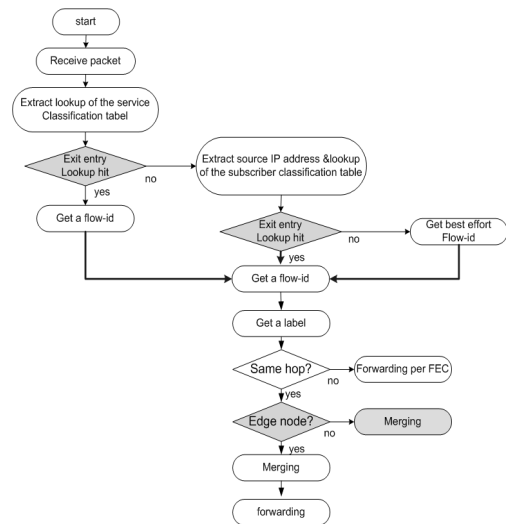 start
Receive packet
Extract lookup of the service
Classification tabel
Exit entry
Lookup hit
no
yes
Extract source IP address &lookup
of the subscriber classification table
Get a flow-id
Exit entry
Lookup hit
no
yes
Get best effort
Flow-id
Get a flow-id
Get a label
Same hop?
no
yes
Forwarding per FEC
Edge node?
no
yes
Merging
Merging
forwarding